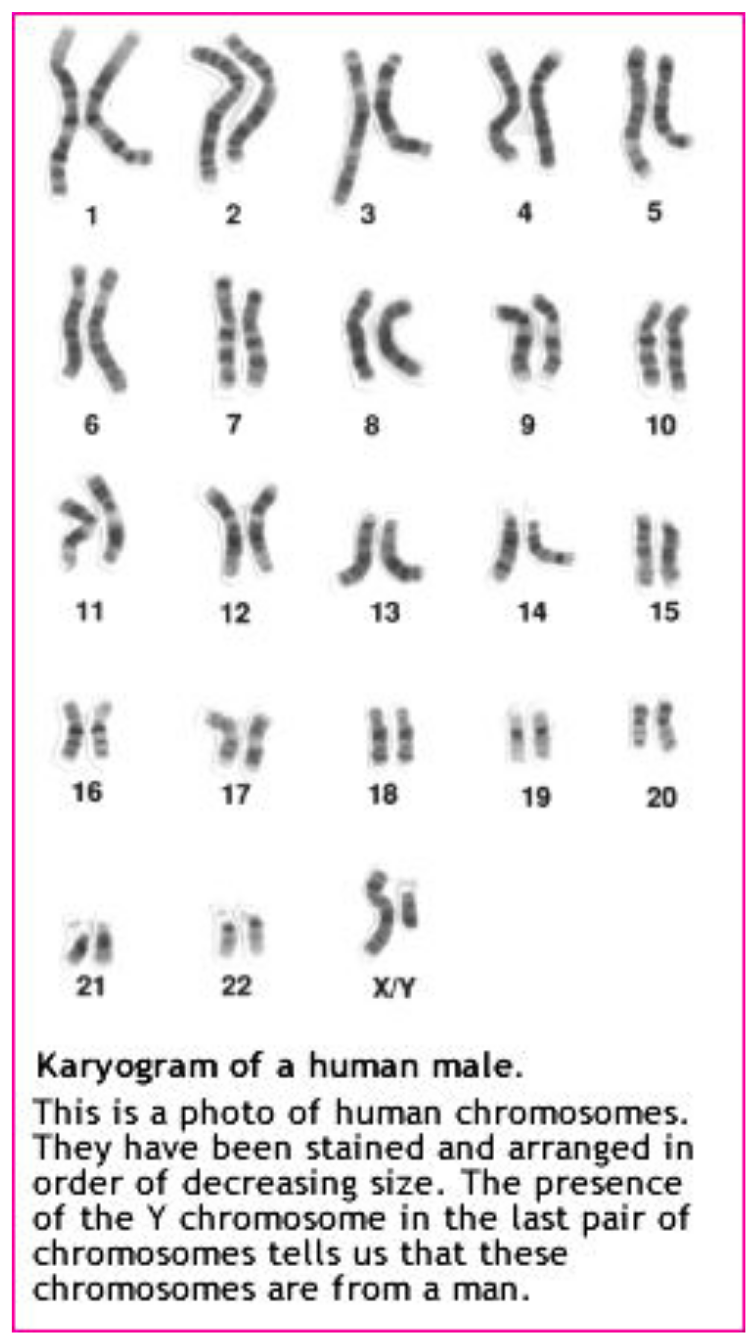 1 2 3 4 5
6 7 8 9 10
11 12 13 14 15
16 17 18 19 20
21 22 X/Y
Karyogram of a human male.
This is a photo of human chromosomes.
They have been stained and arranged in
order of decreasing size. The presence
of the Y chromosome in the last pair of
chromosomes tells us that these
chromosomes are from a man.